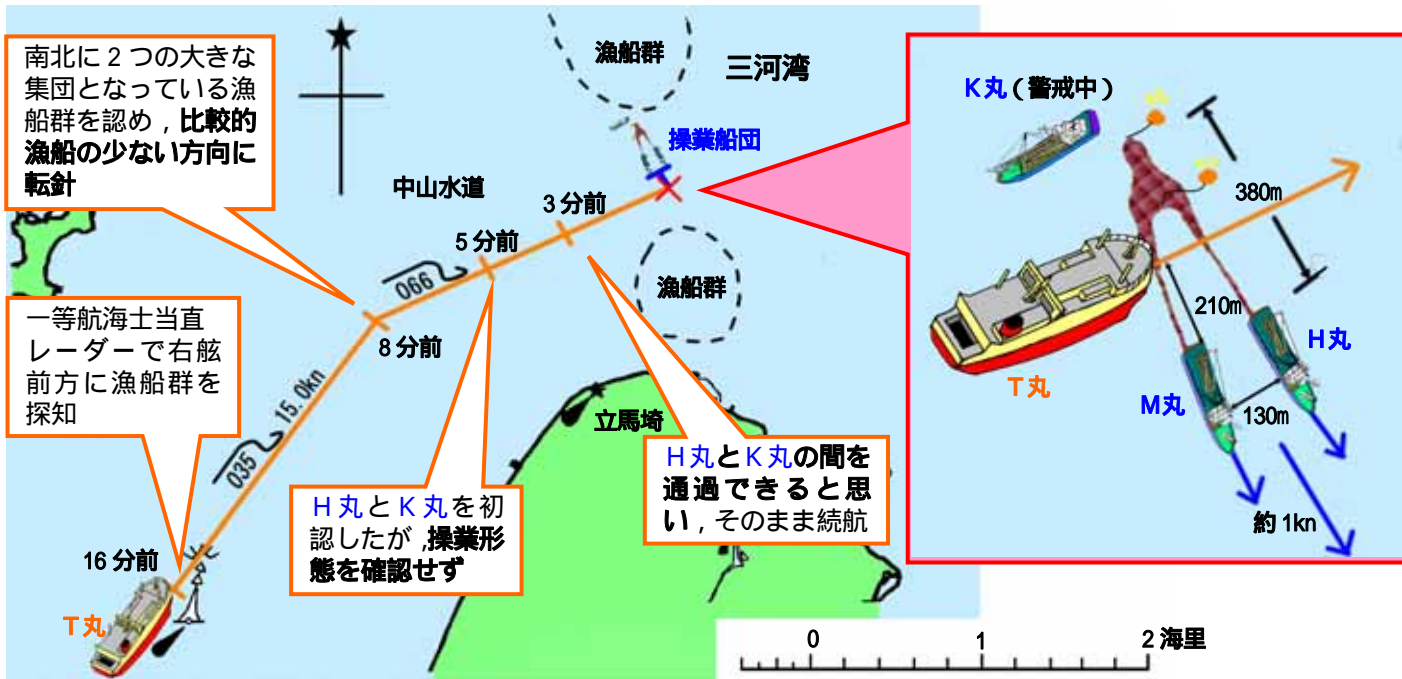 南北に2つの大きな
集団となっている漁
船群を認め，比較的
漁船の少ない方向に
転針
漁船群
三河湾
操業船団
中山水道
3分前
5分前
8分前
066
漁船群
一等航海士当直
レーダーで右舷
前方に漁船群を
探知
15.0kn
035
16分前
T丸
H丸とK丸を初
認したが，操業形
態を確認せず
立馬埼
H丸とK丸の間を
通過できると思
い，そのまま続航
0 1 2海里
K丸（警戒中）
380m
210m
H丸
T丸
M丸
130m
約1kn